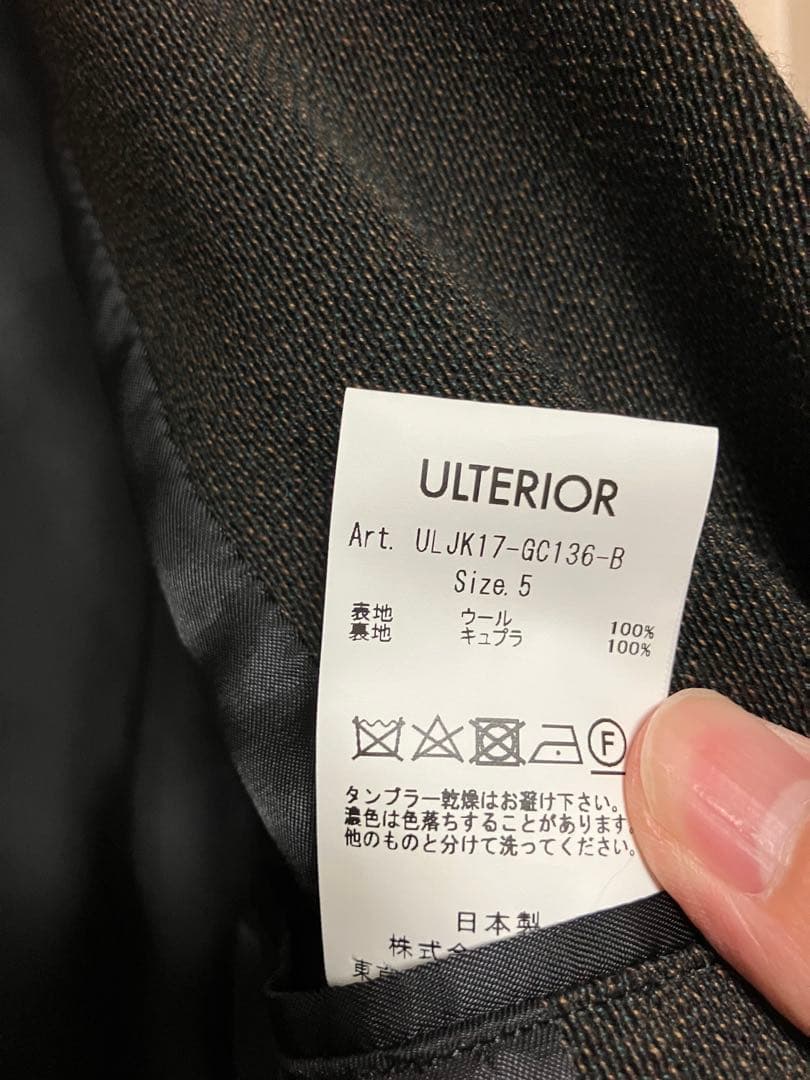 ULTERIOR
Art. ULJK17-GC136-B
Size.5
表地 ウール 100%
裏地 キュプラ 100%
F
タンブラー乾燥はお避け下さい。
濃色は色落ちすることがあります。
他のものと分けて洗ってください。
日本製
株式
東